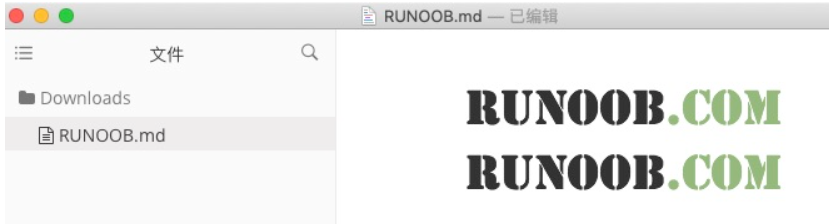 RUNOOB.md — 已编辑
文件
Downloads
RUNOOB.md
RUNOOB.COM
RUNOOB.COM